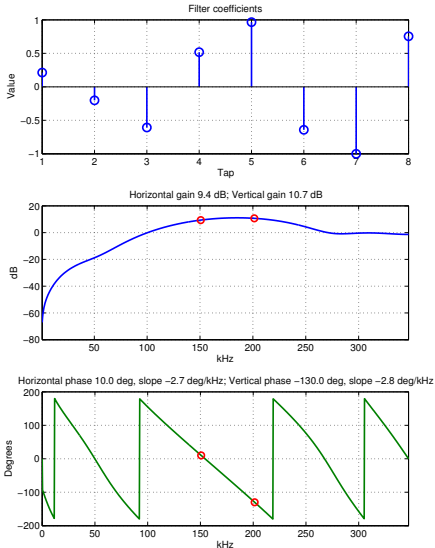 Filter coefficients
1
0.5
0
−0.5
−1
Value
1 2 3 4 5 6 7 8
Tap
Horizontal gain 9.4 dB; Vertical gain 10.7 dB
20
0
−20
−40
−60
−80
dB
50 100 150 200 250 300
kHz
Horizontal phase 10.0 deg, slope −2.7 deg/kHz; Vertical phase −130.0 deg, slope −2.8 deg/kHz
200
100
0
−100
−200
Degrees
0 50 100 150 200 250 300
kHz